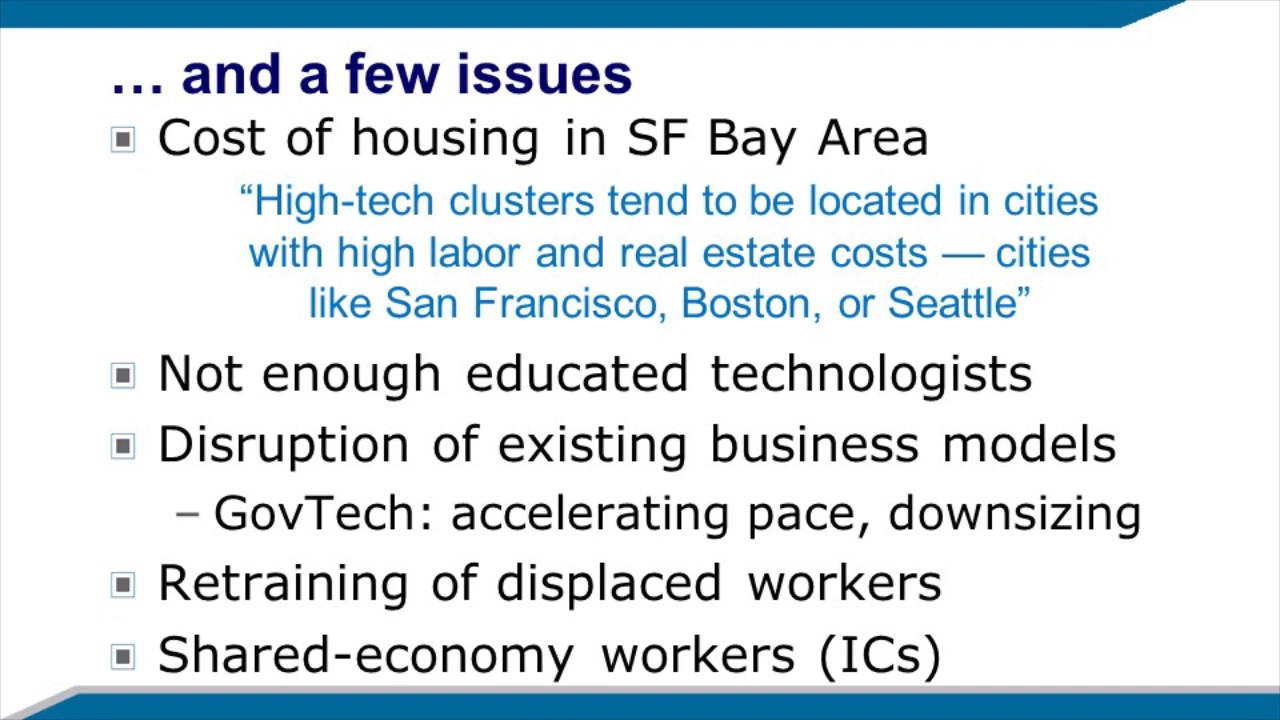 … and a few issues
Cost of housing in SF Bay Area
“High-tech clusters tend to be located in cities
with high labor and real estate costs — cities
like San Francisco, Boston, or Seattle”
Not enough educated technologists
Disruption of existing business models
– GovTech: accelerating pace, downsizing
Retraining of displaced workers
Shared-economy workers (ICs)